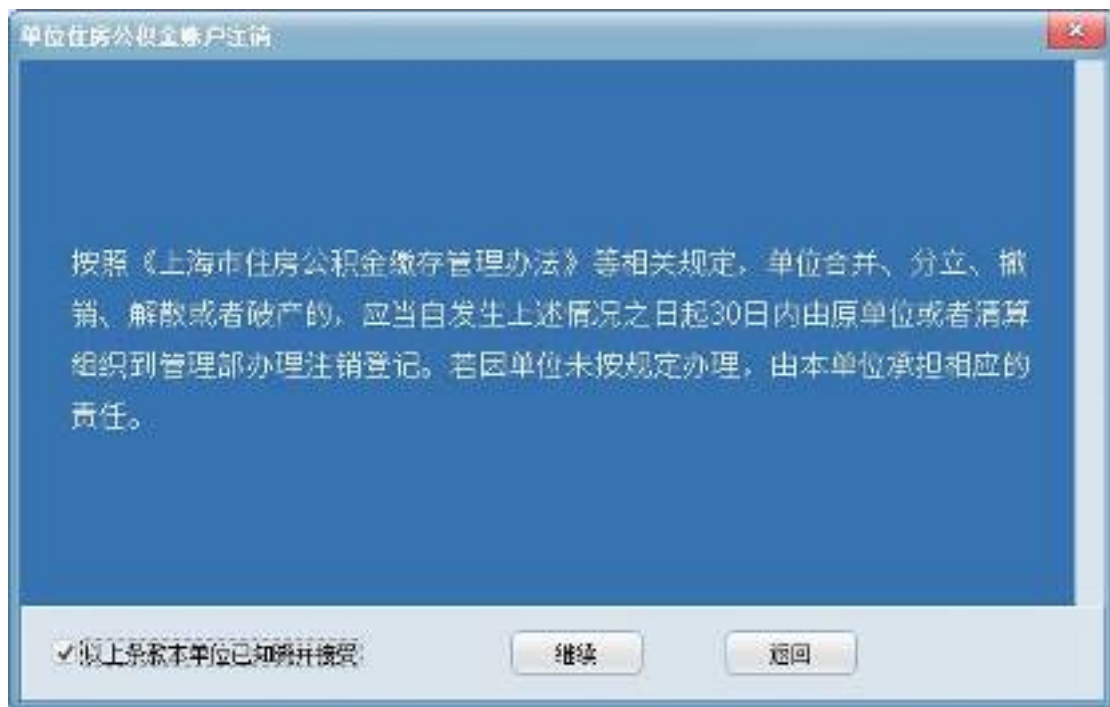 单位住房公积金账户注销
按照《上海市住房公积金缴存管理办法》等相关规定，单位合并、分立、撤
销、解散或者破产的，应当自发生上述情况之日起30日内由原单位或者清算
组织到管理部办理注销登记。若因单位未按规定办理，由本单位承担相应的
责任。
以上条款本单位已知晓并接受
继续
返回